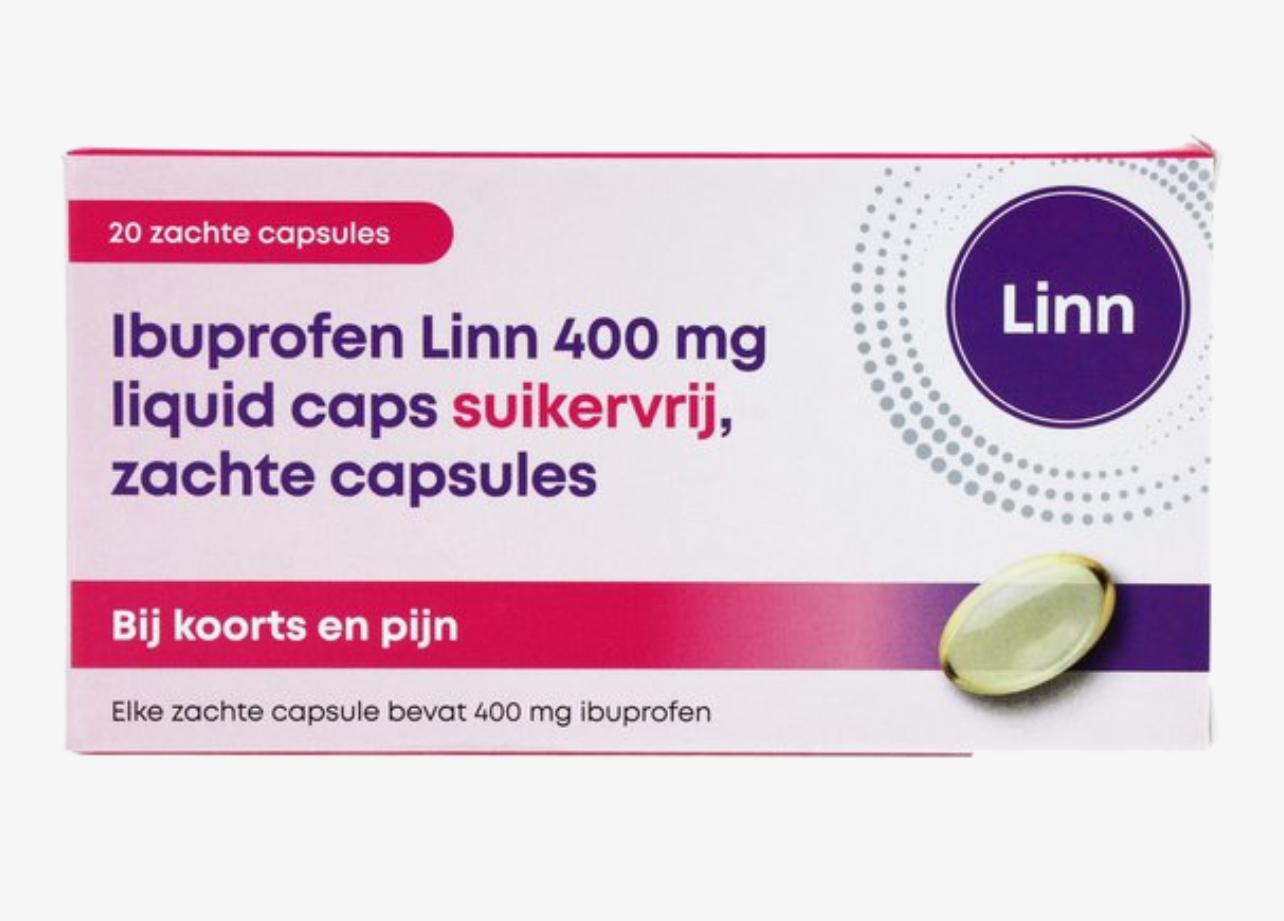 20 zachte capsules
Linn
Ibuprofen Linn 400 mg
liquid caps suikervrij,
zachte capsules
Bij koorts en pijn
Elke zachte capsule bevat 400 mg ibuprofen